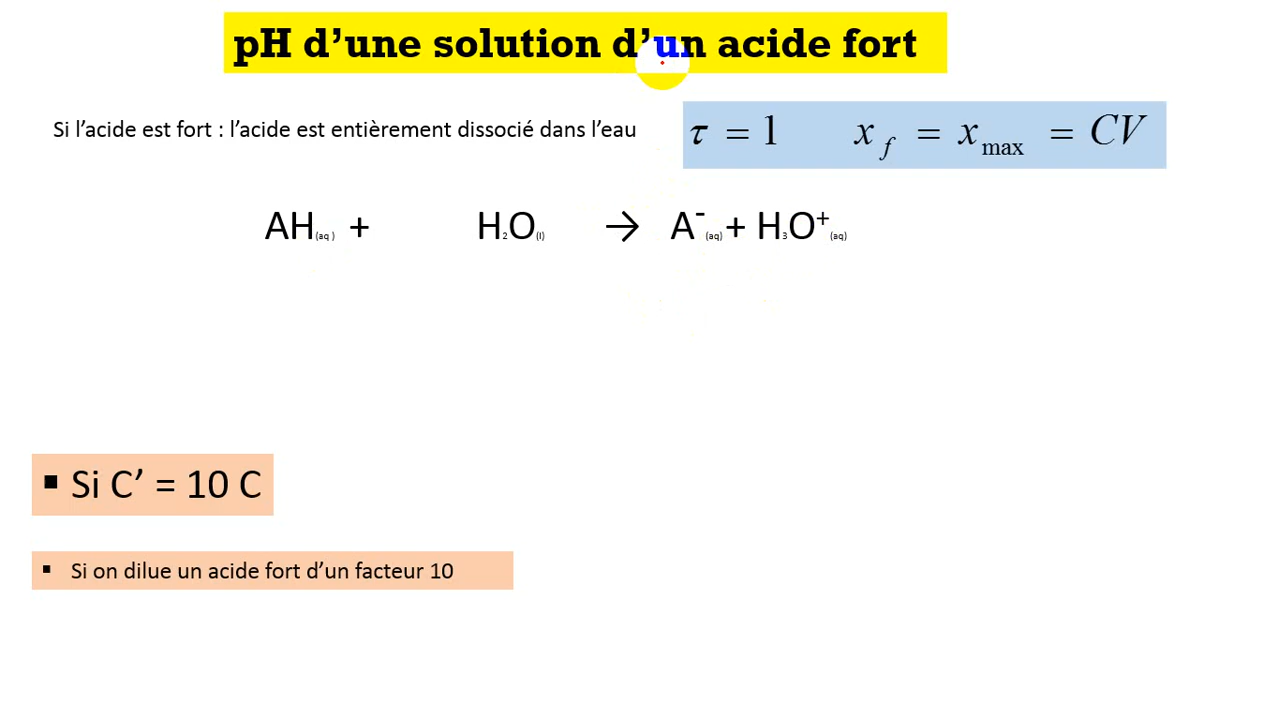 pH d’une solution d’un acide fort
Si l’acide est fort : l’acide est entièrement dissocié dans l’eau
τ = 1 x_f = x_max = CV
AH(aq) + H₂O(l) → A⁻(aq) + H₃O⁺(aq)
▪ Si C’ = 10 C
▪ Si on dilue un acide fort d’un facteur 10